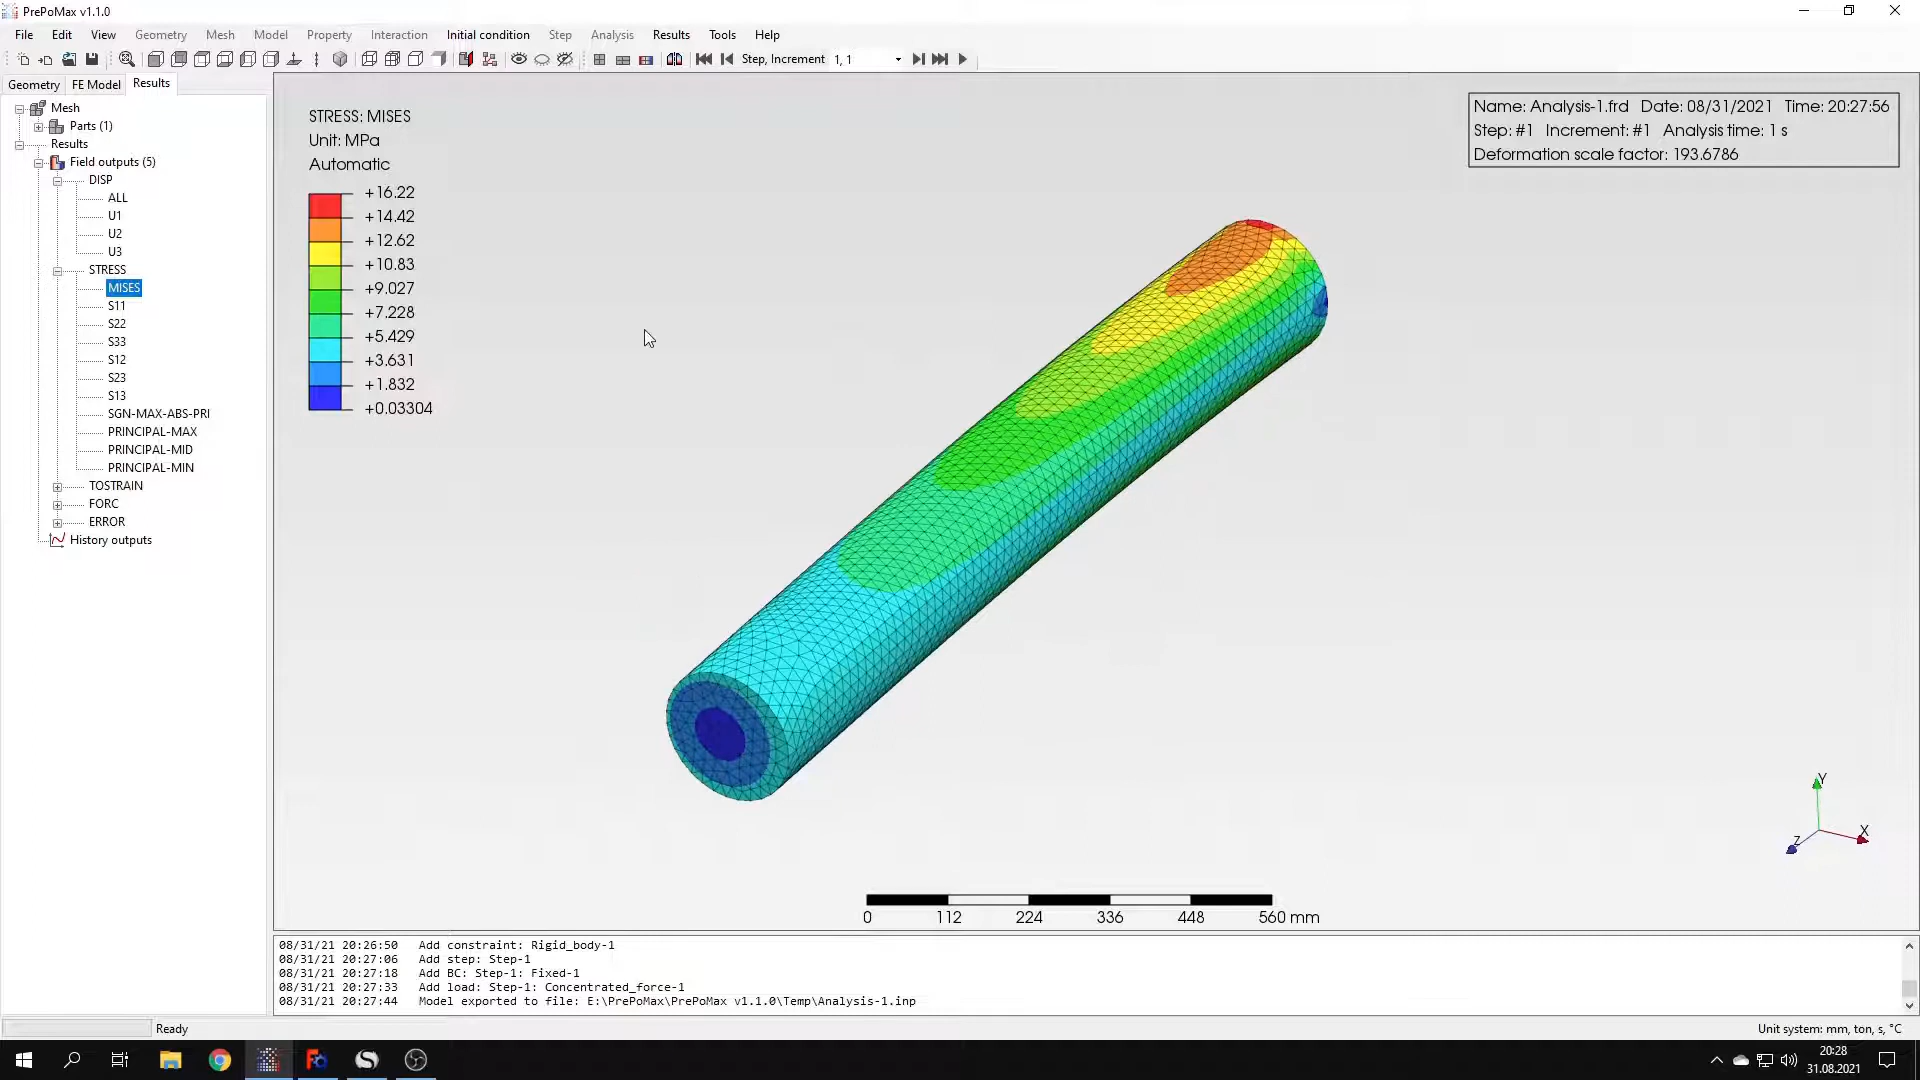 PrePoMax v1.1.0
File Edit View Geometry Mesh Model Property Interaction Initial condition Step Analysis Results Tools Help
Step, Increment 1, 1
Geometry FE Model Results
Mesh
Parts (1)
Results
Field outputs (5)
DISP
ALL
U1
U2
U3
STRESS
MISES
S11
S22
S33
S12
S23
S13
SGN-MAX-ABS-PRI
PRINCIPAL-MAX
PRINCIPAL-MID
PRINCIPAL-MIN
TOSTRAIN
FORC
ERROR
History outputs
STRESS: MISES
Unit: MPa
Automatic
+16.22
+14.42
+12.62
+10.83
+9.027
+7.228
+5.429
+3.631
+1.832
+0.03304
Name: Analysis-1.frd Date: 08/31/2021 Time: 20:27:56
Step: #1 Increment: #1 Analysis time: 1 s
Deformation scale factor: 193.6786
Y
X
Z
0 112 224 336 448 560 mm
08/31/21 20:26:50 Add constraint: Rigid_body-1
08/31/21 20:27:06 Add step: Step-1
08/31/21 20:27:18 Add BC: Step-1: Fixed-1
08/31/21 20:27:33 Add load: Step-1: Concentrated_force-1
08/31/21 20:27:44 Model exported to file: E:\PrePoMax\PrePoMax v1.1.0\Temp\Analysis-1.inp
Ready
Unit system: mm, ton, s, °C
20:28
31.08.2021